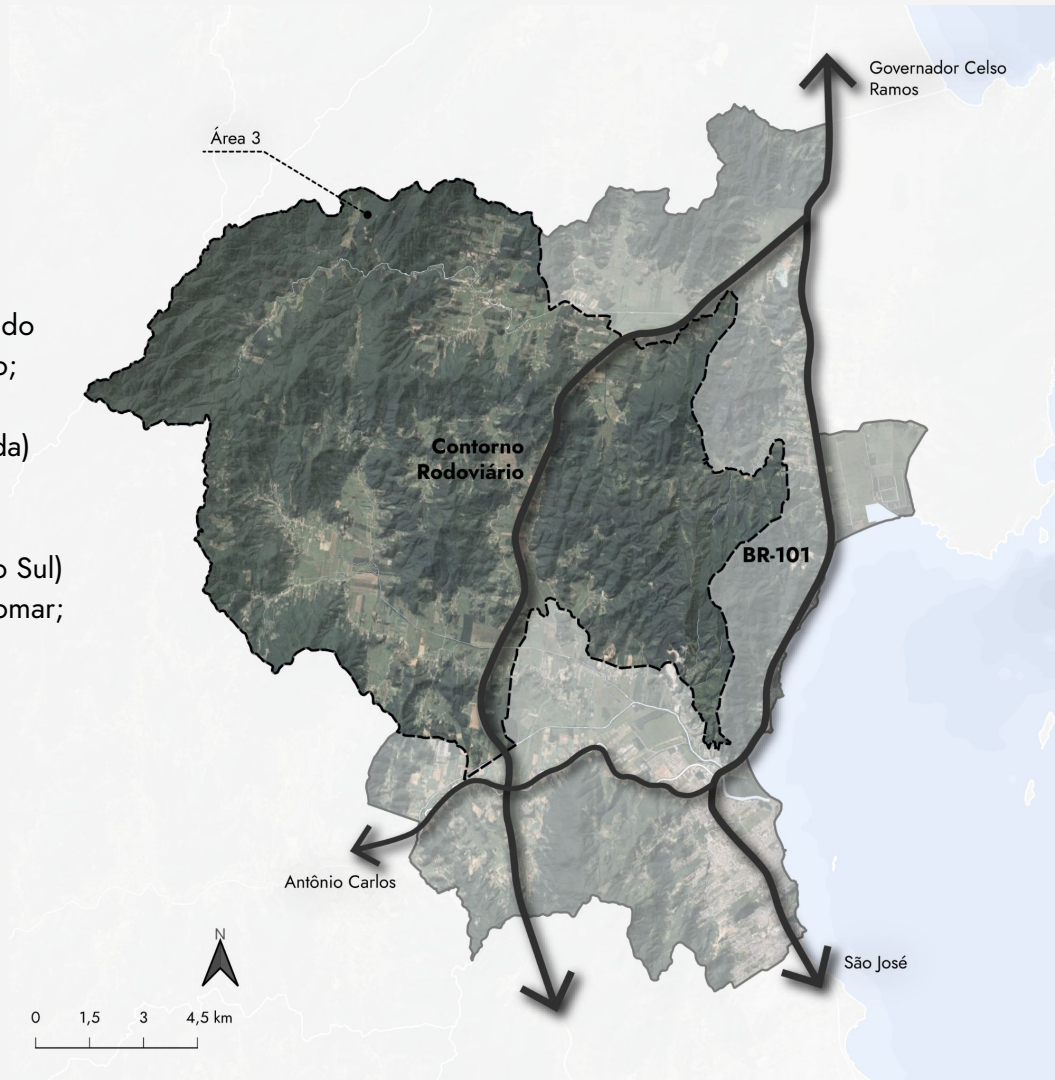 Governador Celso
Ramos
Área 3
do
o;
Contorno
Rodoviário
da)
BR-101
o Sul)
omar;
Antônio Carlos
São José
N
0 1,5 3 4,5 km